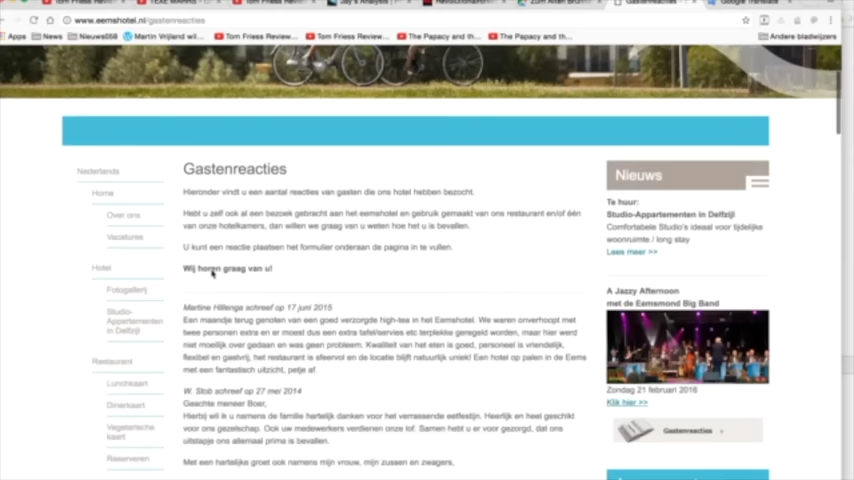 Tom Friess Review...
Jay's Analysis
Gastenreacties
Google Translate
www.eemshotel.nl/gastenreacties
Apps
News
Nieuws058
Martin Vrijland wil...
Tom Friess Review...
Tom Friess Review...
The Papacy and th...
The Papacy and th...
Andere bladwijzers
Nederlands
Home
Over ons
Vacatures
Hotel
Fotogallerij
Studio-
Appartementen
in Delfzijl
Restaurant
Lunchkaart
Dinerkaart
Vegetarische
kaart
Reserveren
Gastenreacties
Hieronder vindt u een aantal reacties van gasten die ons hotel hebben bezocht.
Hebt u zelf ook al een bezoek gebracht aan het eemshotel en gebruik gemaakt van ons restaurant en/of één
van onze hotelkamers, dan willen we graag van u weten hoe het u is bevallen.
U kunt een reactie plaatsen het formulier onderaan de pagina in te vullen.
Wij horen graag van u!
Martine Hillenga schreef op 17 juni 2015
Een maandje terug genoten van een goed verzorgde high-tea in het Eemshotel. We waren onverhoopt met
twee personen extra en er moest dus een extra tafel/servies etc terplekke geregeld worden, maar hier werd
niet moeilijk over gedaan en was geen probleem. Kwaliteit van het eten is goed, personeel is vriendelijk,
flexibel en gastvrij, het restaurant is sfeervol en de locatie blijft natuurlijk uniek! Een hotel op palen in de Eems
met een fantastisch uitzicht, petje af.
W. Stob schreef op 27 mei 2014
Geachte meneer Boer,
Hierbij wil ik u namens de familie hartelijk danken voor het verrassende eetfestijn. Heerlijk en heel geschikt
voor ons gezelschap. Ook uw medewerkers verdienen onze lof. Samen hebt u er voor gezorgd, dat ons
uitstapje ons allemaal prima is bevallen.
Met een hartelijke groet ook namens mijn vrouw, mijn zussen en zwagers,
Nieuws
Te huur:
Studio-Appartementen in Delfzijl
Comfortabele Studio's ideaal voor tijdelijke
woonruimte / long stay
Lees meer >>
A Jazzy Afternoon
met de Eemsmond Big Band
Zondag 21 februari 2016
Klik hier >>
Gastenreacties